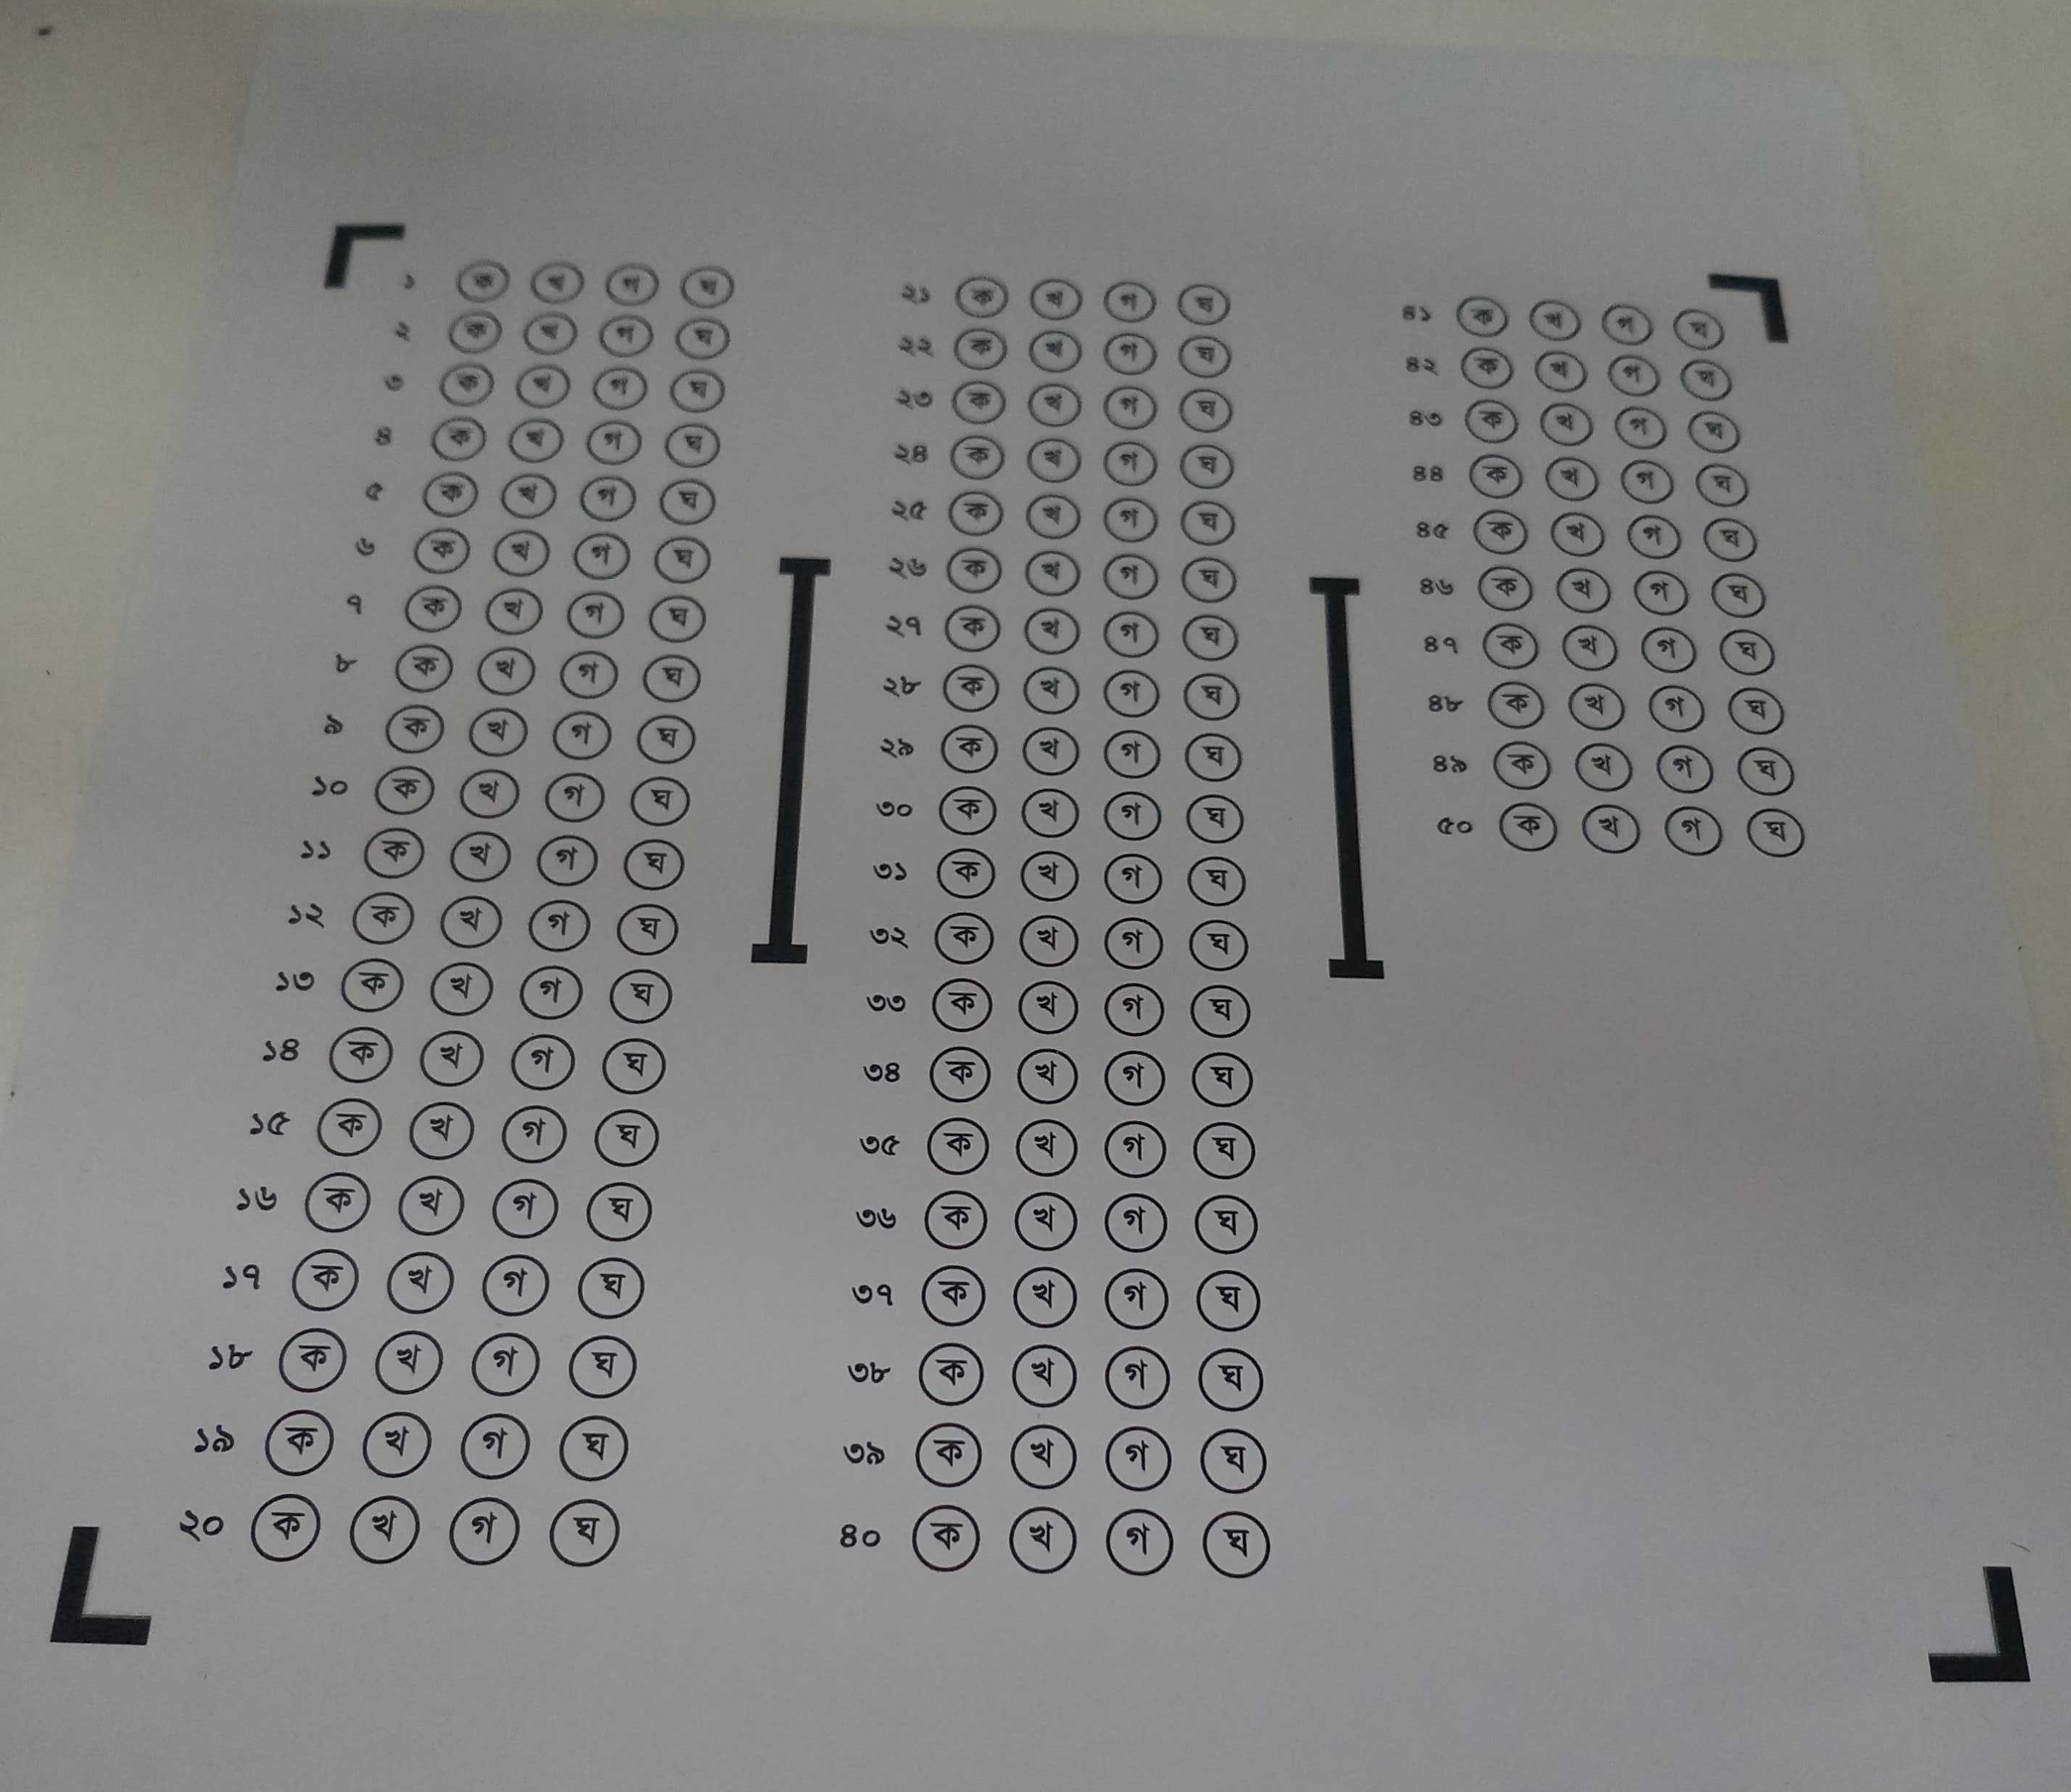 ১ ক খ গ ঘ
২ ক খ গ ঘ
৩ ক খ গ ঘ
৪ ক খ গ ঘ
৫ ক খ গ ঘ
৬ ক খ গ ঘ
৭ ক খ গ ঘ
৮ ক খ গ ঘ
৯ ক খ গ ঘ
১০ ক খ গ ঘ
১১ ক খ গ ঘ
১২ ক খ গ ঘ
১৩ ক খ গ ঘ
১৪ ক খ গ ঘ
১৫ ক খ গ ঘ
১৬ ক খ গ ঘ
১৭ ক খ গ ঘ
১৮ ক খ গ ঘ
১৯ ক খ গ ঘ
২০ ক খ গ ঘ
২১ ক খ গ ঘ
২২ ক খ গ ঘ
২৩ ক খ গ ঘ
২৪ ক খ গ ঘ
২৫ ক খ গ ঘ
২৬ ক খ গ ঘ
২৭ ক খ গ ঘ
২৮ ক খ গ ঘ
২৯ ক খ গ ঘ
৩০ ক খ গ ঘ
৩১ ক খ গ ঘ
৩২ ক খ গ ঘ
৩৩ ক খ গ ঘ
৩৪ ক খ গ ঘ
৩৫ ক খ গ ঘ
৩৬ ক খ গ ঘ
৩৭ ক খ গ ঘ
৩৮ ক খ গ ঘ
৩৯ ক খ গ ঘ
৪০ ক খ গ ঘ
৪১ ক খ গ ঘ
৪২ ক খ গ ঘ
৪৩ ক খ গ ঘ
৪৪ ক খ গ ঘ
৪৫ ক খ গ ঘ
৪৬ ক খ গ ঘ
৪৭ ক খ গ ঘ
৪৮ ক খ গ ঘ
৪৯ ক খ গ ঘ
৫০ ক খ গ ঘ